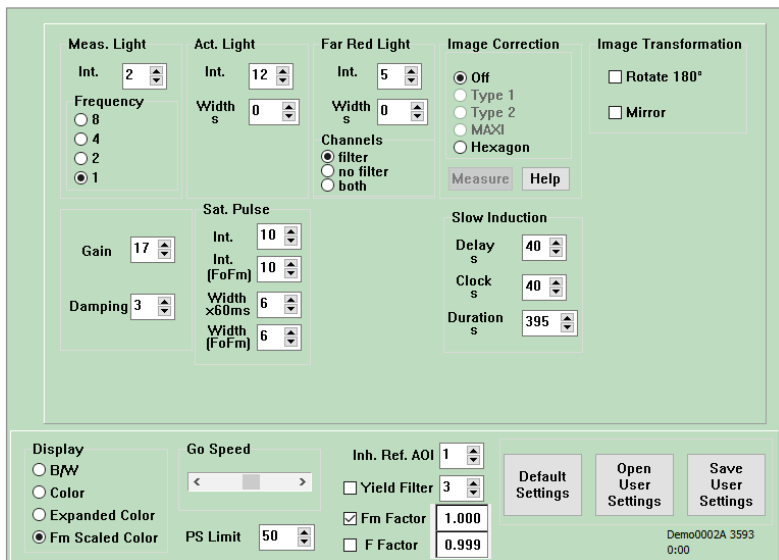 Meas. Light
Int. 2
Frequency
8
4
2
1
Act. Light
Int. 12
Width
s
0
Far Red Light
Int. 5
Width
s
0
Channels
filter
no filter
both
Image Correction
Off
Type 1
Type 2
MAXI
Hexagon
Measure
Help
Image Transformation
Rotate 180°
Mirror
Gain 17
Damping 3
Sat. Pulse
Int. 10
Int.
(FoFm)
10
Width
x60ms
6
Width
(FoFm)
6
Slow Induction
Delay
s
40
Clock
s
40
Duration
s
395
Display
B/W
Color
Expanded Color
Fm Scaled Color
Go Speed
PS Limit 50
Inh. Ref. AOI 1
Yield Filter 3
Fm Factor 1.000
F Factor 0.999
Default
Settings
Open
User
Settings
Save
User
Settings
Demo0002A 3593
0:00